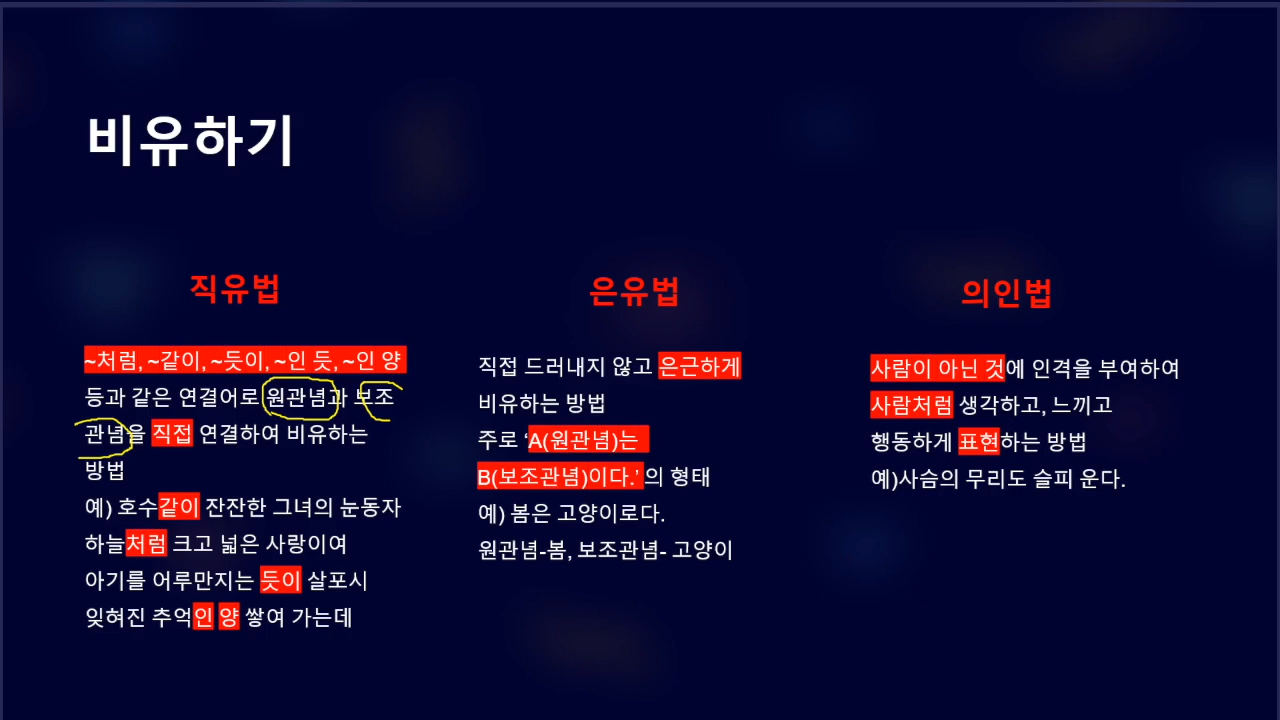 비유하기
직유법
~처럼, ~같이, ~듯이, ~인 듯, ~인 양
등과 같은 연결어로 원관념과 보조
관념을 직접 연결하여 비유하는
방법
예) 호수같이 잔잔한 그녀의 눈동자
하늘처럼 크고 넓은 사랑이여
아기를 어루만지는 듯이 살포시
잊혀진 추억인 양 쌓여 가는데
은유법
직접 드러내지 않고 은근하게
비유하는 방법
주로 ‘A(원관념)는
B(보조관념)이다.’ 의 형태
예) 봄은 고양이로다.
원관념-봄, 보조관념- 고양이
의인법
사람이 아닌 것에 인격을 부여하여
사람처럼 생각하고, 느끼고
행동하게 표현하는 방법
예)사슴의 무리도 슬피 운다.